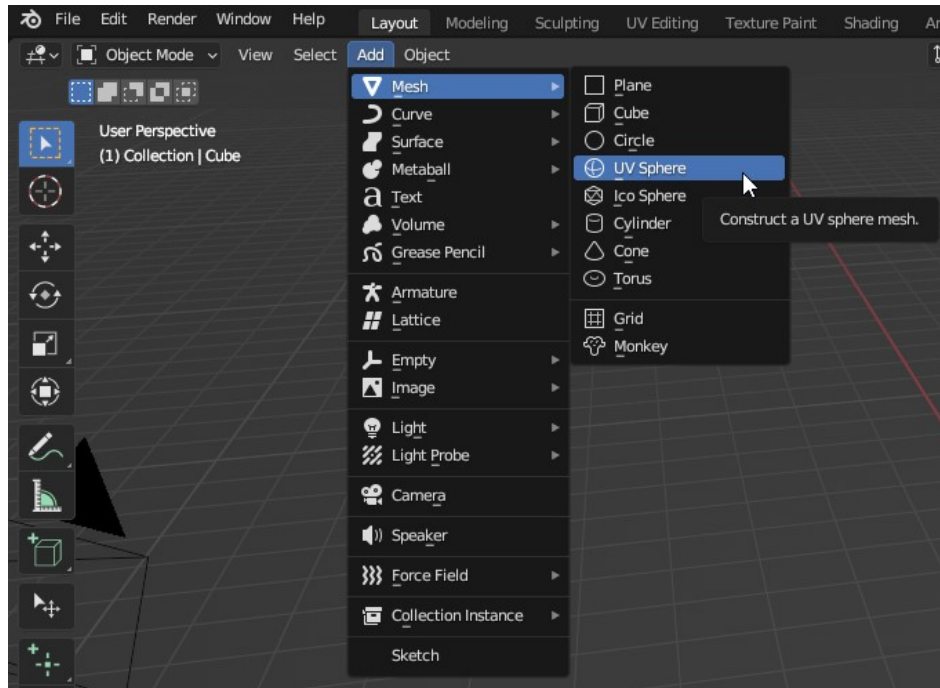 File Edit Render Window Help Layout Modeling Sculpting UV Editing Texture Paint Shading
Object Mode View Select Add Object
User Perspective
(1) Collection | Cube
Mesh
Curve
Surface
Metaball
Text
Volume
Grease Pencil
Armature
Lattice
Empty
Image
Light
Light Probe
Camera
Speaker
Force Field
Collection Instance
Sketch
Plane
Cube
Circle
UV Sphere
Ico Sphere
Cylinder
Cone
Torus
Grid
Monkey
Construct a UV sphere mesh.